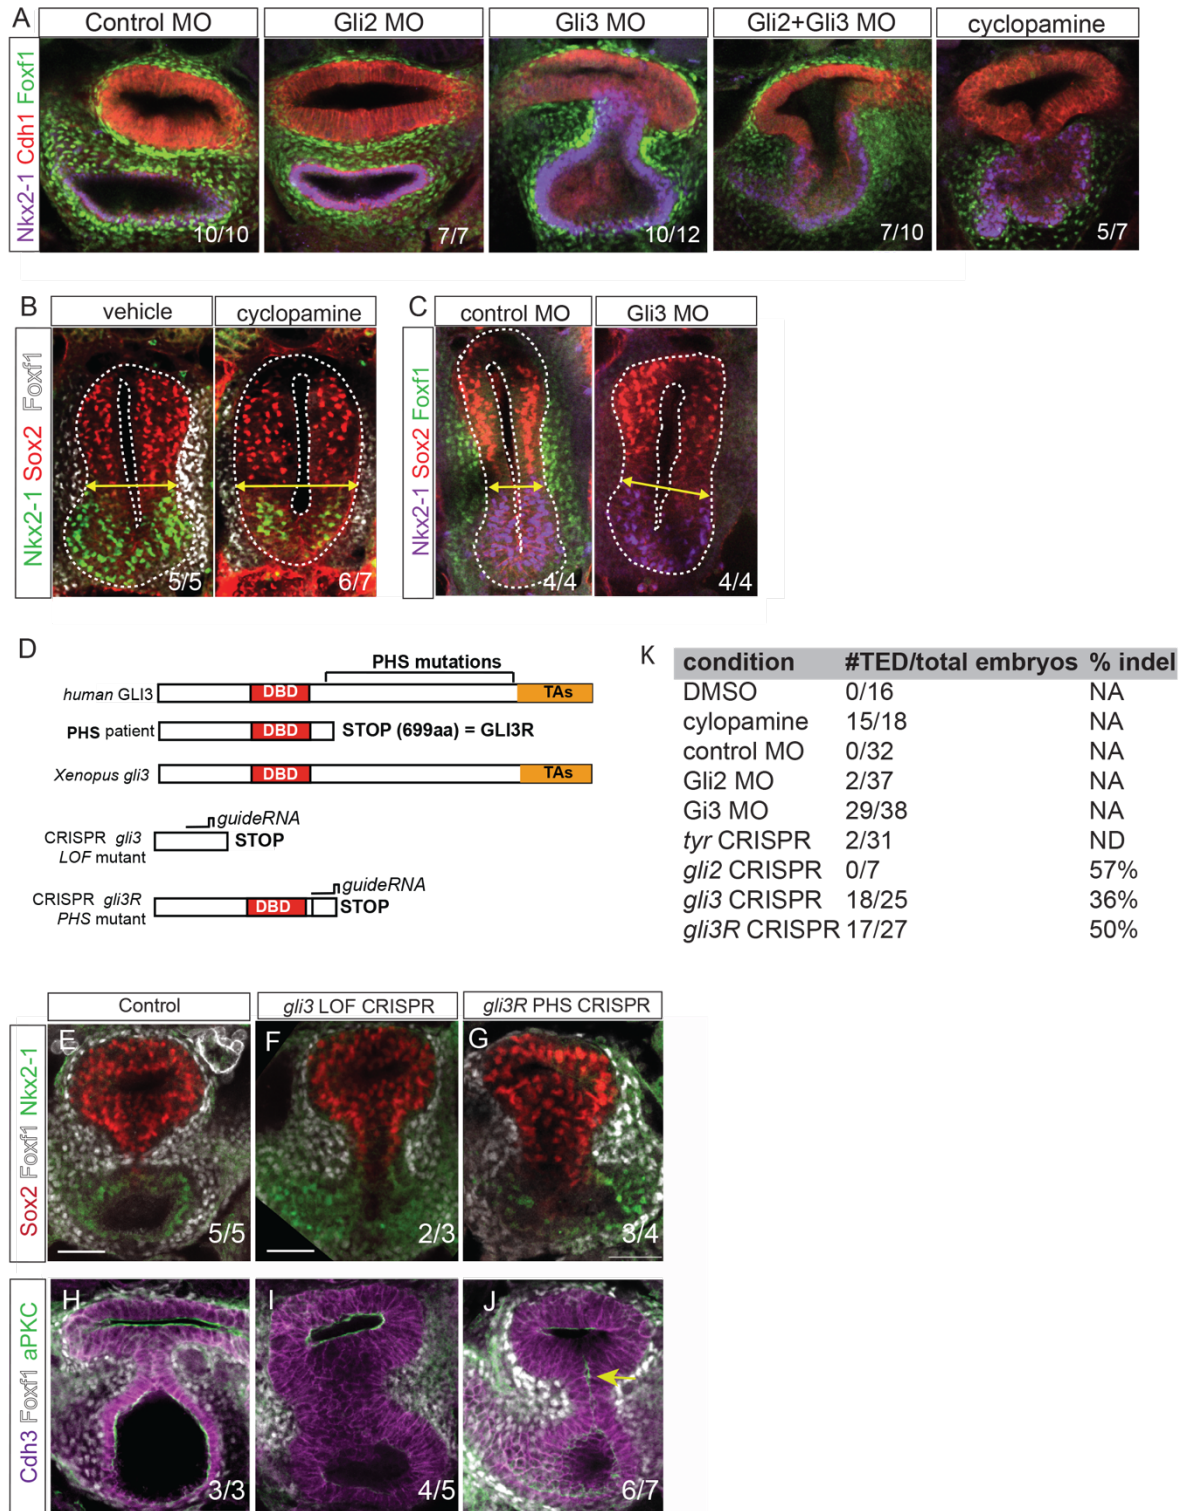 A
Control MO
Gli2 MO
Gli3 MO
Gli2+Gli3 MO
cyclopamine
Nkx2-1 Cdh1 Foxf1
10/10
7/7
10/12
7/10
5/7
B
vehicle
cyclopamine
Nkx2-1 Sox2 Foxf1
5/5
6/7
C
control MO
Gli3 MO
Nkx2-1 Sox2 Foxf1
4/4
4/4
D
PHS mutations
human GLI3
DBD
TAs
PHS patient
DBD
STOP (699aa) = GLI3R
Xenopus gli3
DBD
TAs
guideRNA
CRISPR gli3
LOF mutant
STOP
guideRNA
CRISPR gli3R
PHS mutant
DBD
STOP
K
condition #TED/total embryos % indel
DMSO 0/16 NA
cylopamine 15/18 NA
control MO 0/32 NA
Gli2 MO 2/37 NA
Gi3 MO 29/38 NA
tyr CRISPR 2/31 ND
gli2 CRISPR 0/7 57%
gli3 CRISPR 18/25 36%
gli3R CRISPR 17/27 50%
Control
gli3 LOF CRISPR
gli3R PHS CRISPR
Sox2 Foxf1 Nkx2-1
E
5/5
F
2/3
G
3/4
Cdh3 Foxf1 aPKC
H
3/3
I
4/5
J
6/7